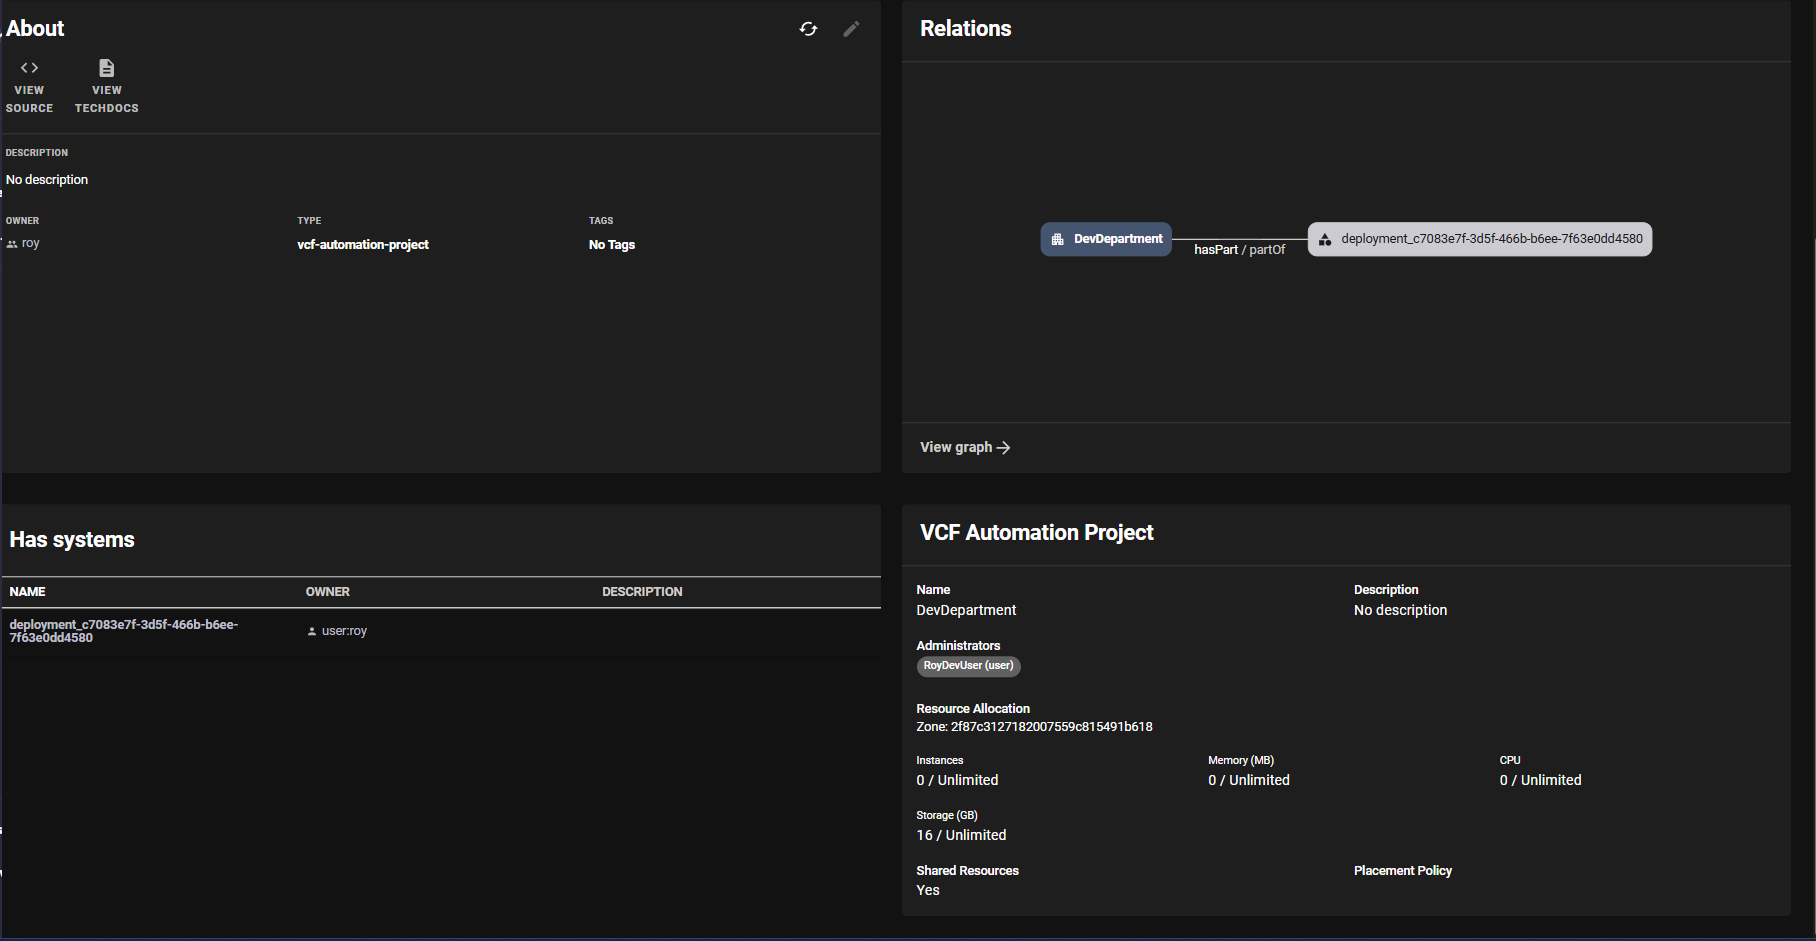 About
VIEW SOURCE
VIEW TECHDOCS
DESCRIPTION
No description
OWNER
roy
TYPE
vcf-automation-project
TAGS
No Tags
Relations
DevDepartment
hasPart / partOf
deployment_c7083e7f-3d5f-466b-b6ee-7f63e0dd4580
View graph
Has systems
NAME OWNER DESCRIPTION
deployment_c7083e7f-3d5f-466b-b6ee-
7f63e0dd4580
user:roy
VCF Automation Project
Name
DevDepartment
Description
No description
Administrators
RoyDevUser (user)
Resource Allocation
Zone: 2f87c3127182007559c815491b618
Instances
0 / Unlimited
Memory (MB)
0 / Unlimited
CPU
0 / Unlimited
Storage (GB)
16 / Unlimited
Shared Resources
Yes
Placement Policy